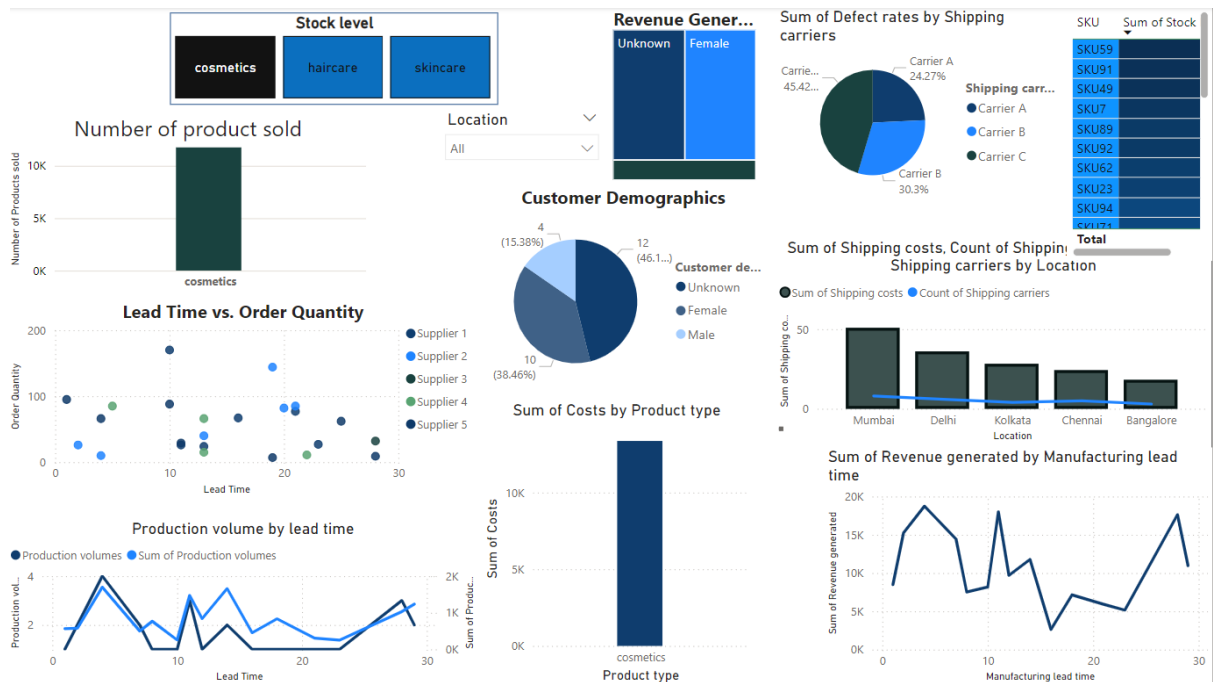 Stock level
cosmetics
haircare
skincare
Revenue Gener...
Unknown
Female
Sum of Defect rates by Shipping
carriers
Carrier A
24.27%
Carrie...
45.42...
Carrier B
30.3%
Shipping carr...
Carrier A
Carrier B
Carrier C
SKU Sum of Stock
SKU59
SKU91
SKU49
SKU7
SKU89
SKU92
SKU62
SKU23
SKU94
SKU71
Total
Number of product sold
Number of Products sold
10K
5K
0K
cosmetics
Location
All
Customer Demographics
4
(15.38%)
12
(46.1...)
10
(38.46%)
Customer de...
Unknown
Female
Male
Sum of Shipping costs, Count of Shipping
Shipping carriers by Location
Sum of Shipping costs
Count of Shipping carriers
Sum of Shipping co...
50
0
Mumbai Delhi Kolkata Chennai Bangalore
Location
Lead Time vs. Order Quantity
Order Quantity
200
100
0
0 10 20 30
Lead Time
Supplier 1
Supplier 2
Supplier 3
Supplier 4
Supplier 5
Sum of Costs by Product type
Sum of Costs
10K
5K
0K
cosmetics
Product type
Production volume by lead time
Production volumes
Sum of Production volumes
Production vol...
4
2
2K
1K
0K
Sum of Produc...
0 10 20 30
Lead Time
Sum of Revenue generated by Manufacturing lead
time
Sum of Revenue generated
20K
15K
10K
5K
0K
0 10 20 30
Manufacturing lead time